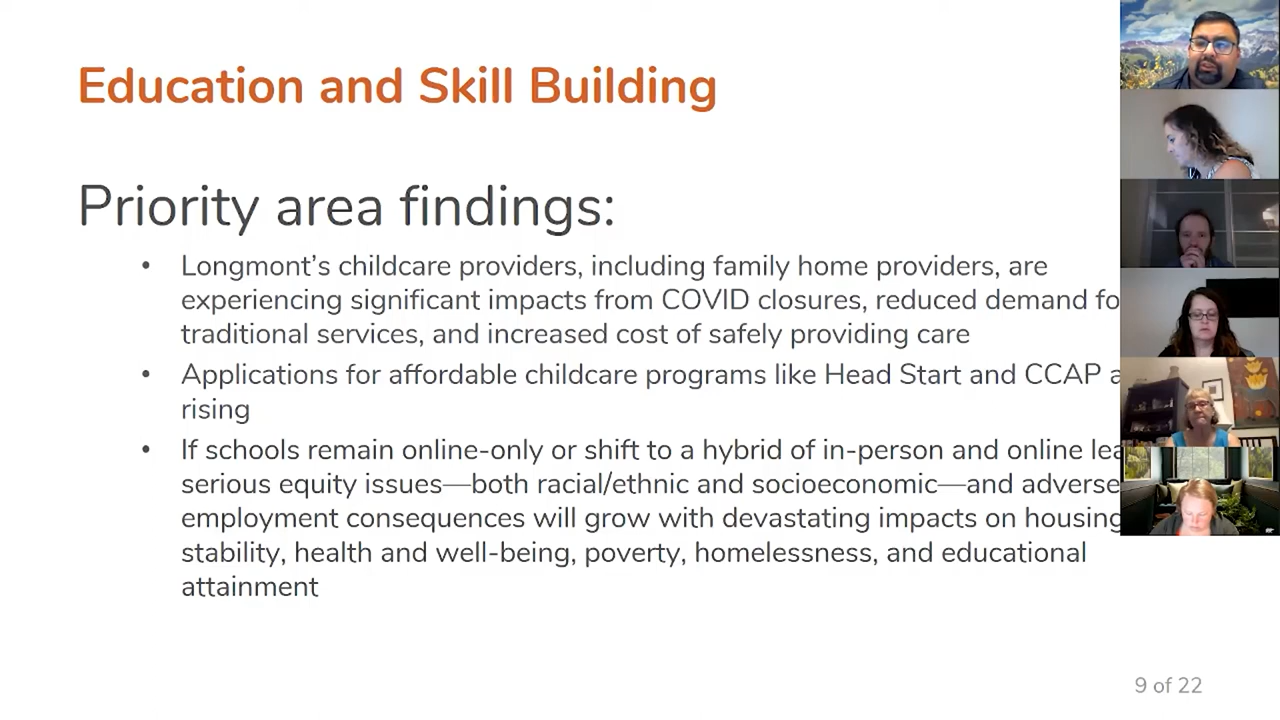 Education and Skill Building
Priority area findings:
• Longmont’s childcare providers, including family home providers, are
experiencing significant impacts from COVID closures, reduced demand fo
traditional services, and increased cost of safely providing care
• Applications for affordable childcare programs like Head Start and CCAP a
rising
• If schools remain online-only or shift to a hybrid of in-person and online lea
serious equity issues—both racial/ethnic and socioeconomic—and adverse
employment consequences will grow with devastating impacts on housing
stability, health and well-being, poverty, homelessness, and educational
attainment
9 of 22